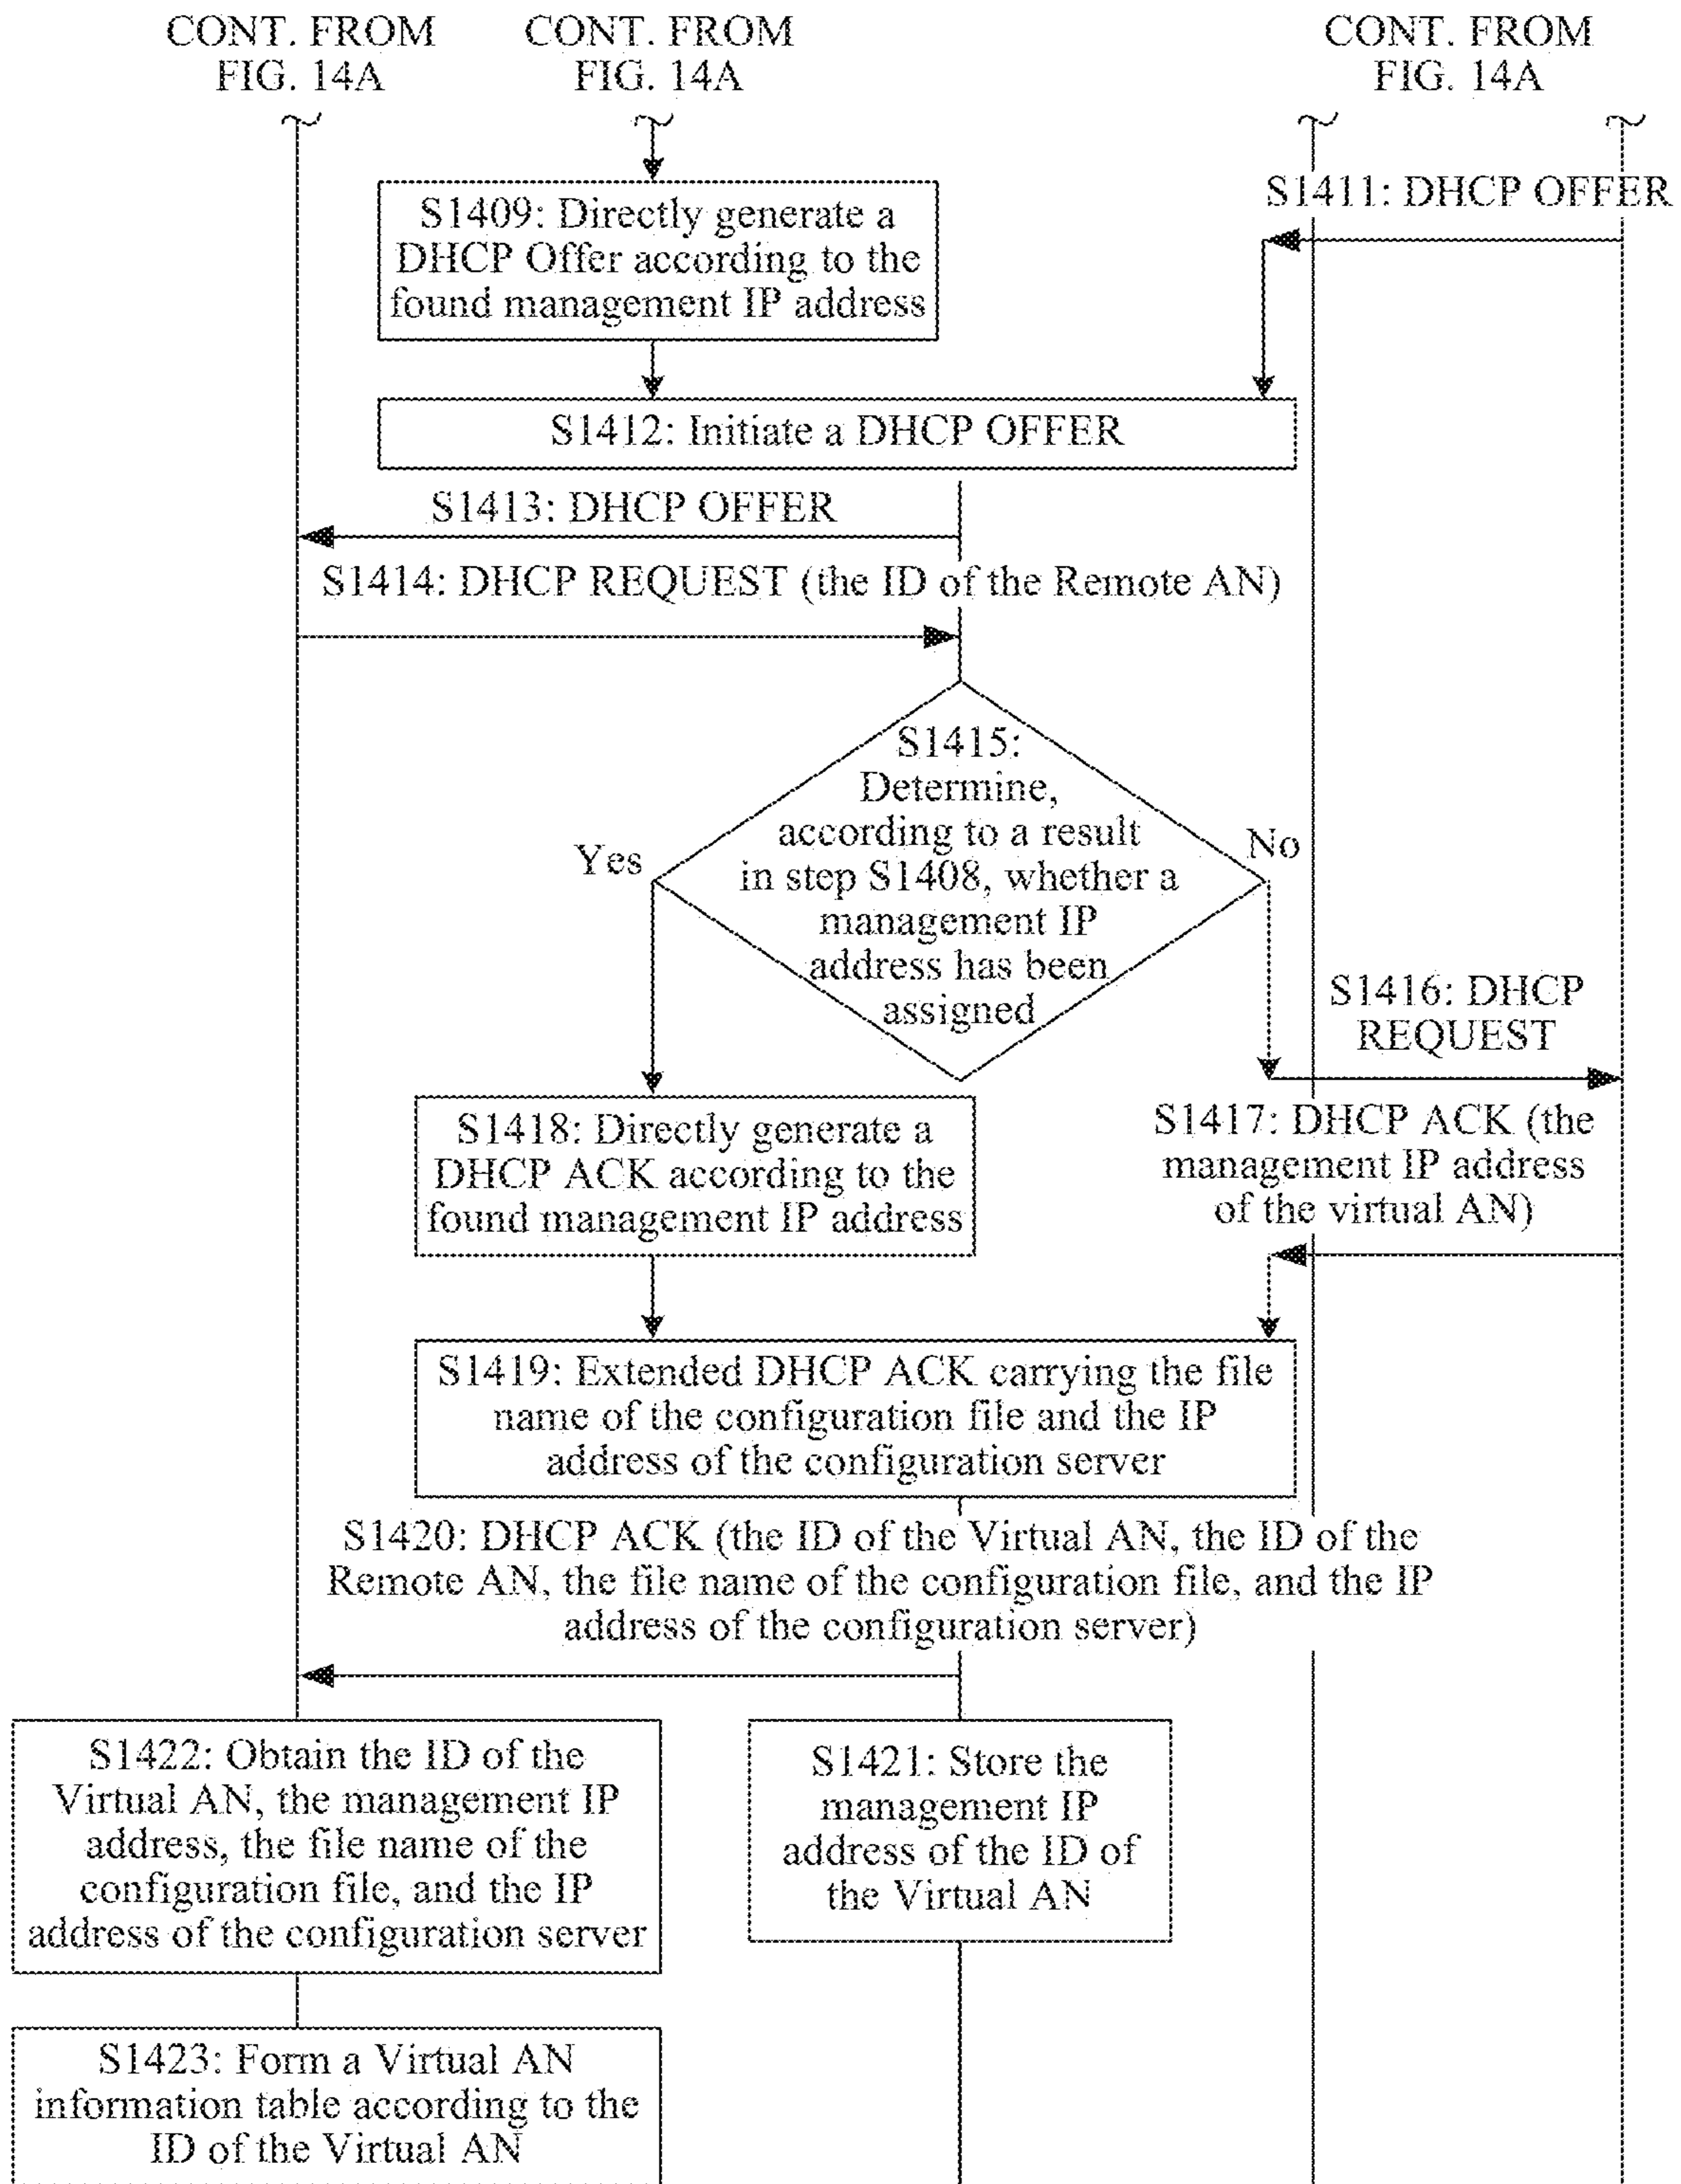 CONT. FROM
FIG. 14A
CONT. FROM
FIG. 14A
CONT. FROM
FIG. 14A
S1409: Directly generate a
DHCP Offer according to the
found management IP address
S1411: DHCP OFFER
S1412: Initiate a DHCP OFFER
S1413: DHCP OFFER
S1414: DHCP REQUEST (the ID of the Remote AN)
S1415:
Determine,
according to a result
in step S1408, whether a
management IP
address has been
assigned
Yes
No
S1416: DHCP
REQUEST
S1417: DHCP ACK (the
management IP address
of the virtual AN)
S1418: Directly generate a
DHCP ACK according to the
found management IP address
S1419: Extended DHCP ACK carrying the file
name of the configuration file and the IP
address of the configuration server
S1420: DHCP ACK (the ID of the Virtual AN, the ID of the
Remote AN, the file name of the configuration file, and the IP
address of the configuration server)
S1422: Obtain the ID of the
Virtual AN, the management IP
address, the file name of the
configuration file, and the IP
address of the configuration server
S1421: Store the
management IP
address of the ID of
the Virtual AN
S1423: Form a Virtual AN
information table according to the
ID of the Virtual AN